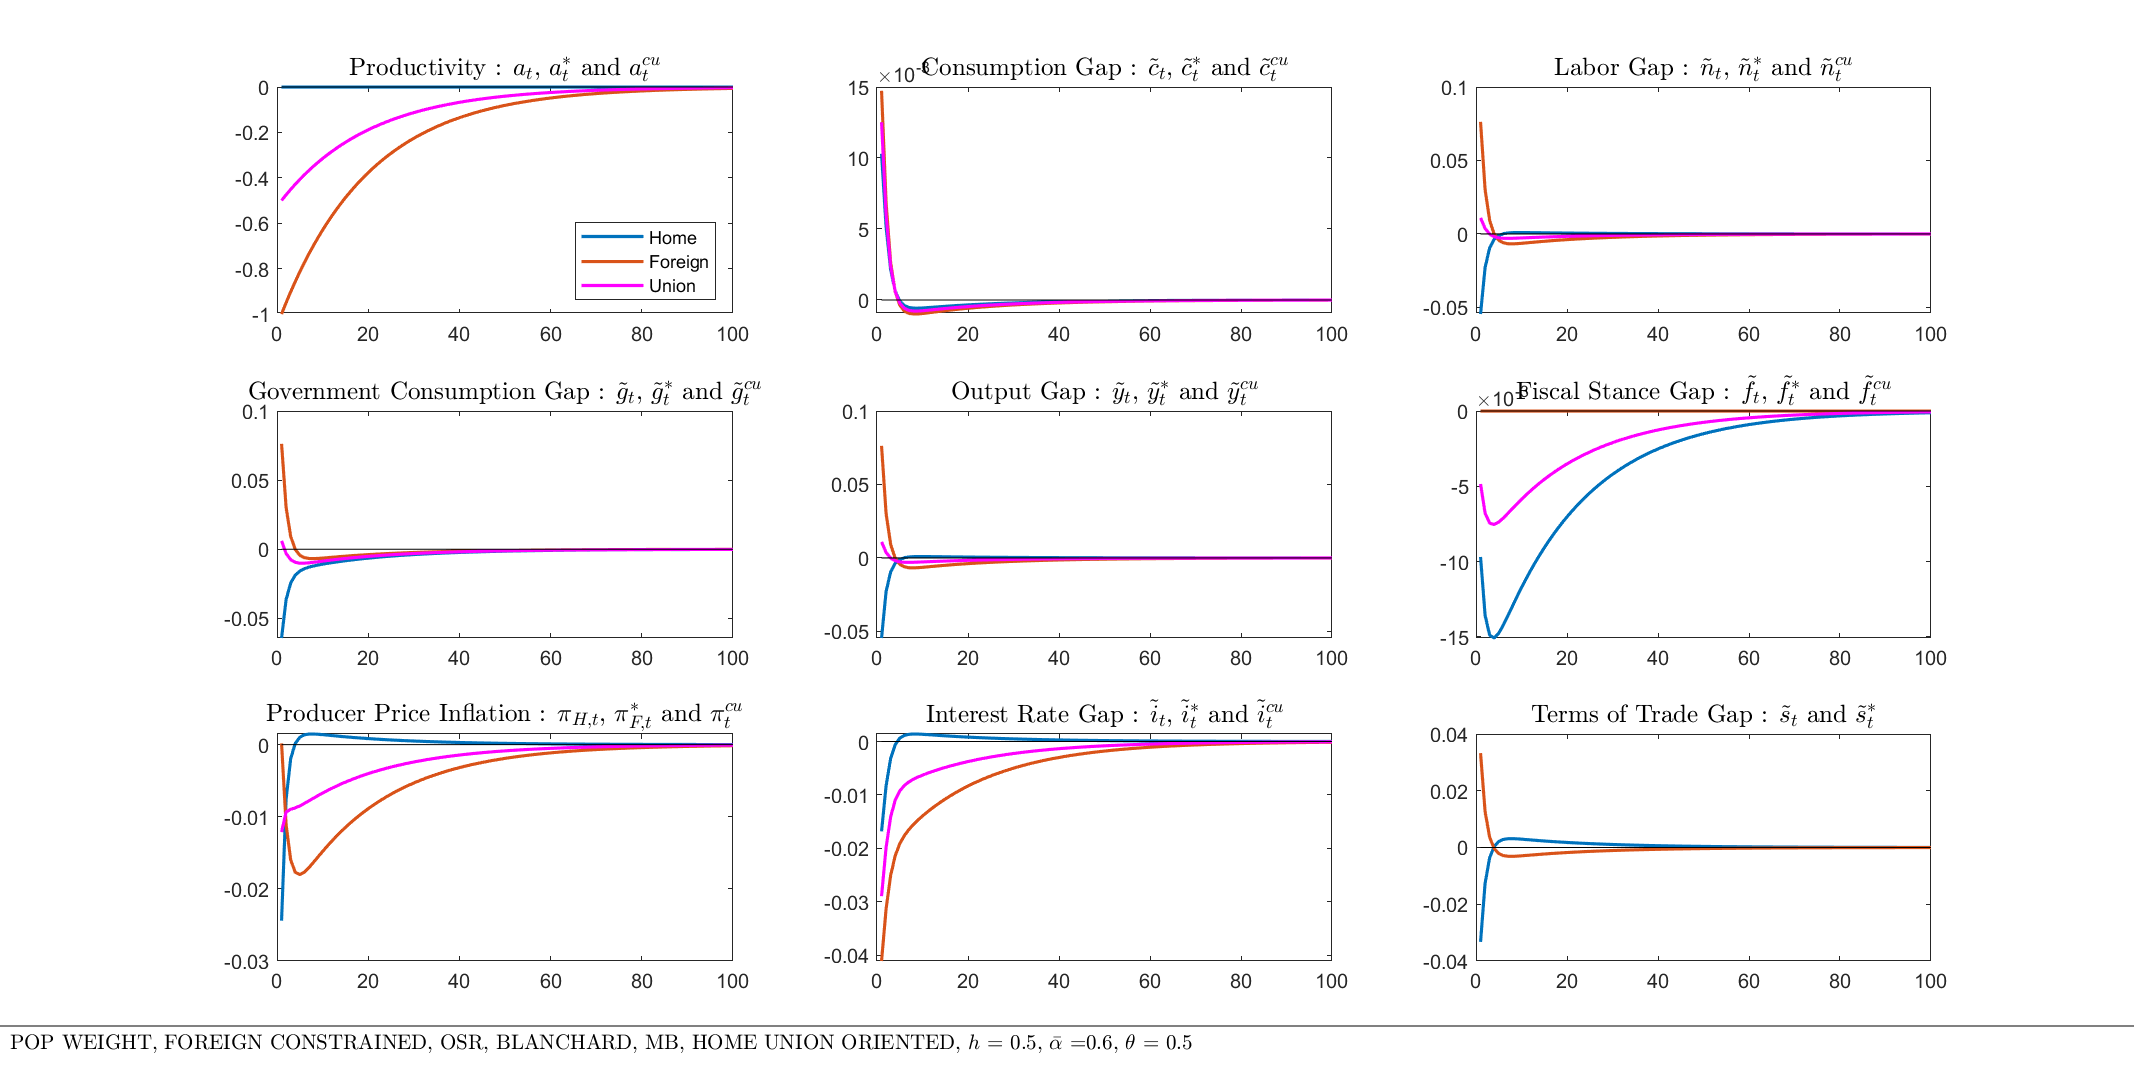 Productivity : a_t, a_t^* and a_t^{cu}
0
-0.2
-0.4
-0.6
-0.8
-1
0 20 40 60 80 100
Home
Foreign
Union
Consumption Gap : c̃_t, c̃_t^* and c̃_t^{cu}
15
10
5
0
0 20 40 60 80 100
Labor Gap : ñ_t, ñ_t^* and ñ_t^{cu}
0.1
0.05
0
-0.05
0 20 40 60 80 100
Government Consumption Gap : g̃_t, g̃_t^* and g̃_t^{cu}
0.1
0.05
0
-0.05
0 20 40 60 80 100
Output Gap : ỹ_t, ỹ_t^* and ỹ_t^{cu}
0.1
0.05
0
-0.05
0 20 40 60 80 100
Fiscal Stance Gap : f̃_t, f̃_t^* and f̃_t^{cu}
0
-5
-10
-15
0 20 40 60 80 100
Producer Price Inflation : π_{H,t}, π_{F,t}^* and π_t^{cu}
0
-0.01
-0.02
-0.03
0 20 40 60 80 100
Interest Rate Gap : ĩ_t, ĩ_t^* and ĩ_t^{cu}
0
-0.01
-0.02
-0.03
-0.04
0 20 40 60 80 100
Terms of Trade Gap : s̃_t and s̃_t^*
0.04
0.02
0
-0.02
-0.04
0 20 40 60 80 100
POP WEIGHT, FOREIGN CONSTRAINED, OSR, BLANCHARD, MB, HOME UNION ORIENTED, h = 0.5, ᾱ =0.6, θ = 0.5